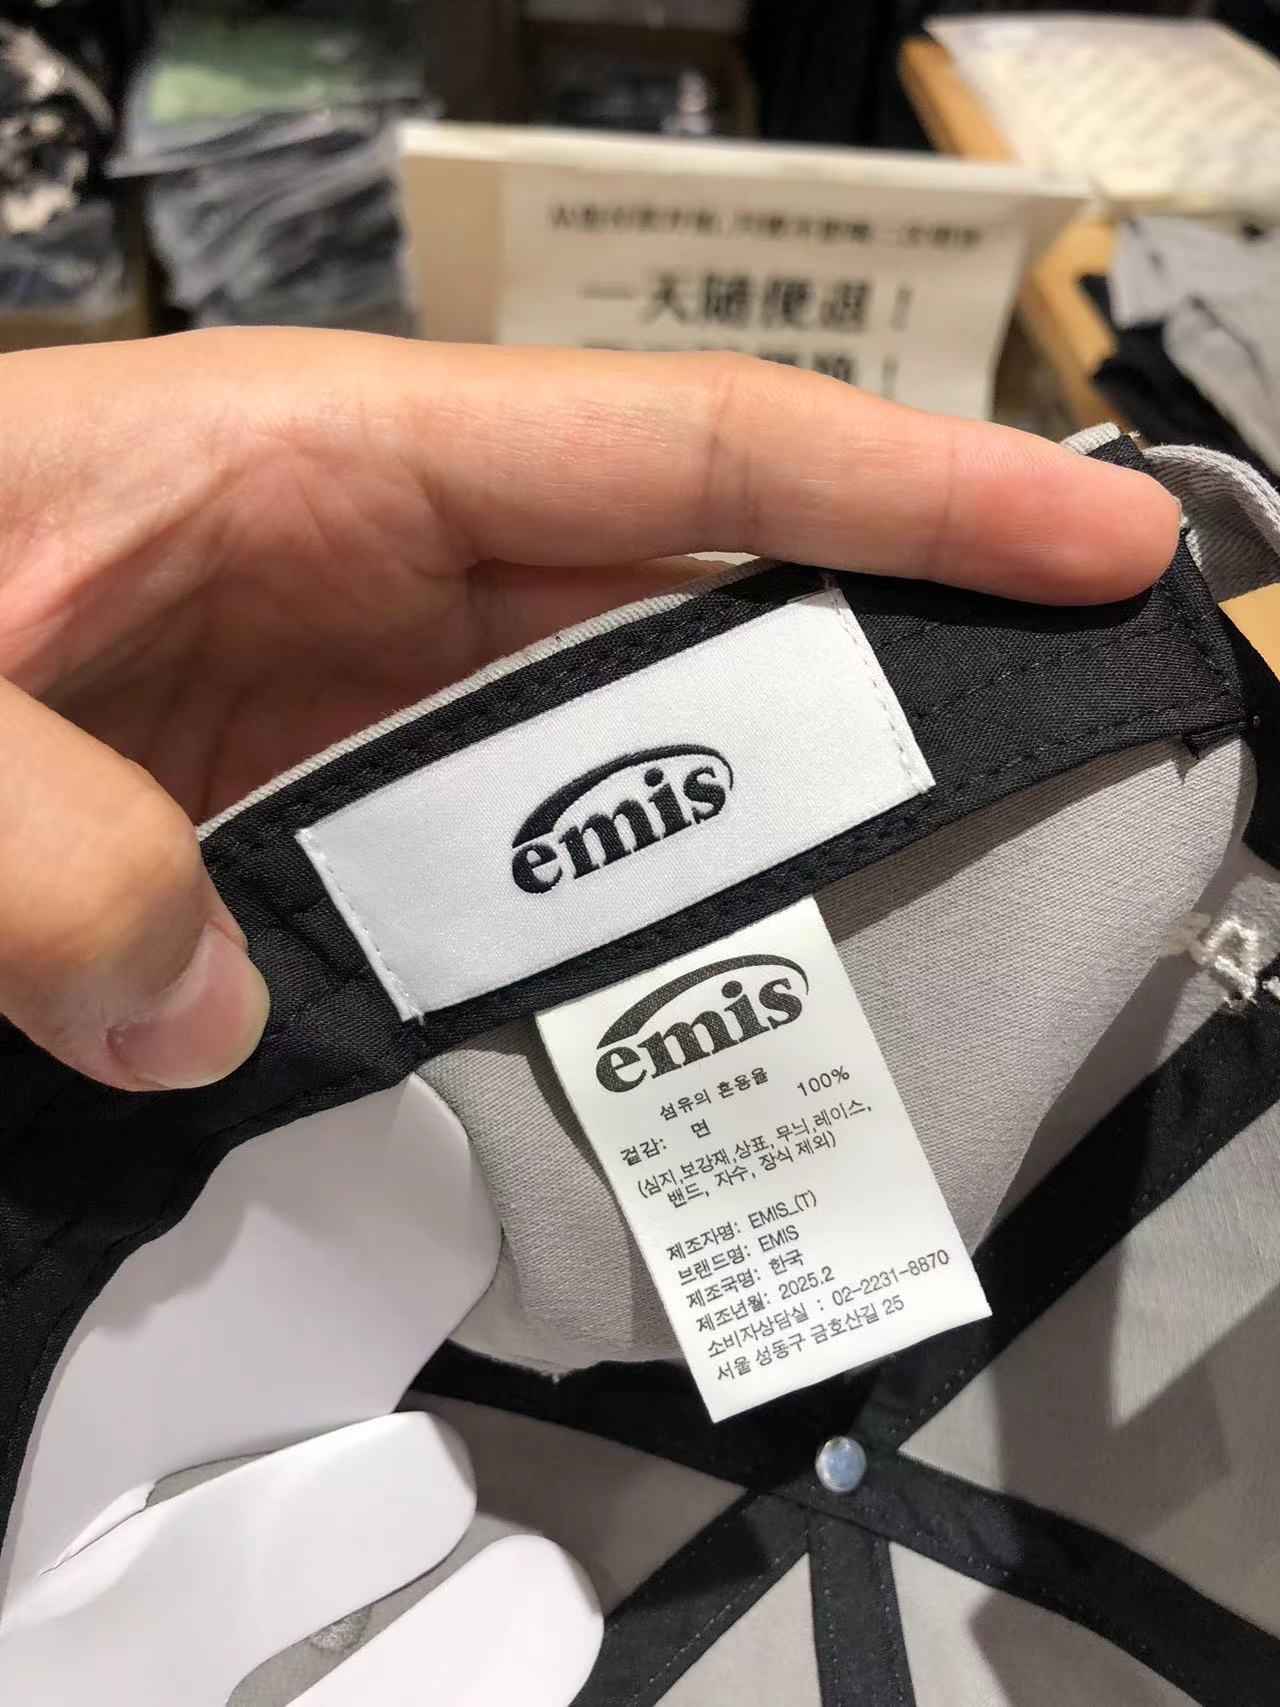 一天隨便退！
emis
emis
섬유의 혼용율
겉감: 면 100%
(심지,보강재,상표,무늬,레이스,
밴드, 자수, 장식 제외)
제조자명: EMIS_(T)
브랜드명: EMIS
제조국명: 한국
제조년월: 2025.2
소비자상담실 : 02-2231-8870
서울 성동구 금호산길 25